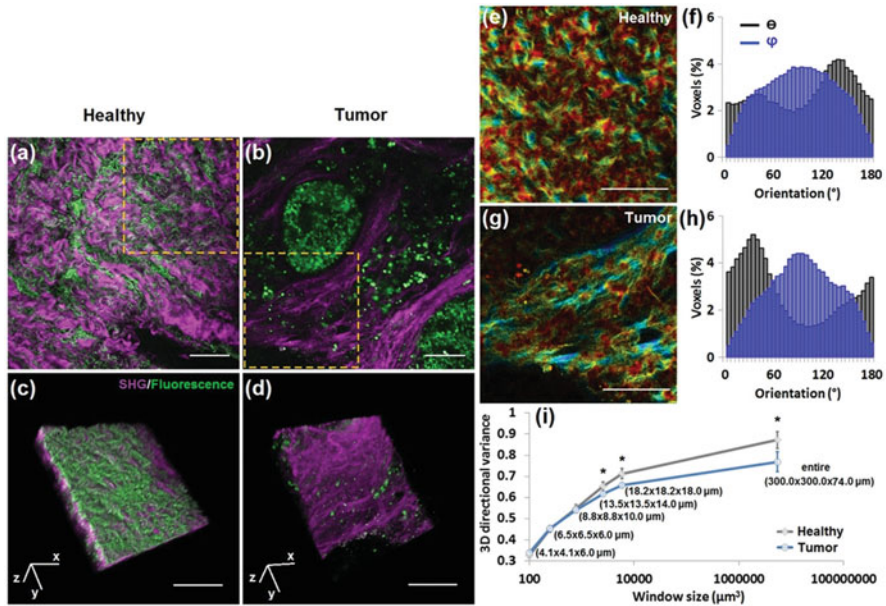 Healthy
Tumor
(a)
(b)
SHG/Fluorescence
(c)
(d)
x
z
y
x
z
y
(e)
Healthy
(g)
Tumor
(f)
θ
φ
Voxels (%)
6
4
2
0
0 60 120 180
Orientation (°)
(h)
Voxels (%)
6
4
2
0
0 60 120 180
Orientation (°)
(i)
3D directional variance
1
0.9
0.8
0.7
0.6
0.5
0.4
0.3
* * *
entire
(300.0x300.0x74.0 µm)
(18.2x18.2x18.0 µm)
(13.5x13.5x14.0 µm)
(8.8x8.8x10.0 µm)
(6.5x6.5x6.0 µm)
(4.1x4.1x6.0 µm)
Healthy
Tumor
100 10000 1000000 100000000
Window size (µm³)